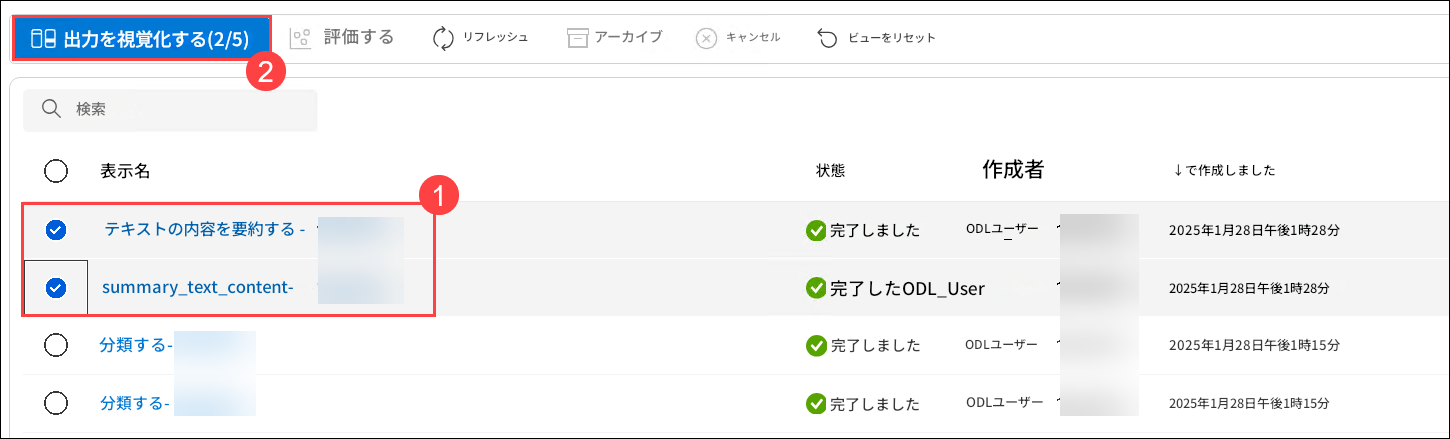 出力を視覚化する(2/5) 評価する リフレッシュ アーカイブ キャンセル ビューをリセット
2
検索
表示名 状態 作成者 ↓で作成しました
1
テキストの内容を要約する - 完了しました ODLユーザー_ 2025年1月28日午後1時28分
summary_text_content- 完了したODL_User 2025年1月28日午後1時28分
分類する- 完了しました ODLユーザー 2025年1月28日午後1時15分
分類する- 完了しました ODLユーザー 2025年1月28日午後1時15分